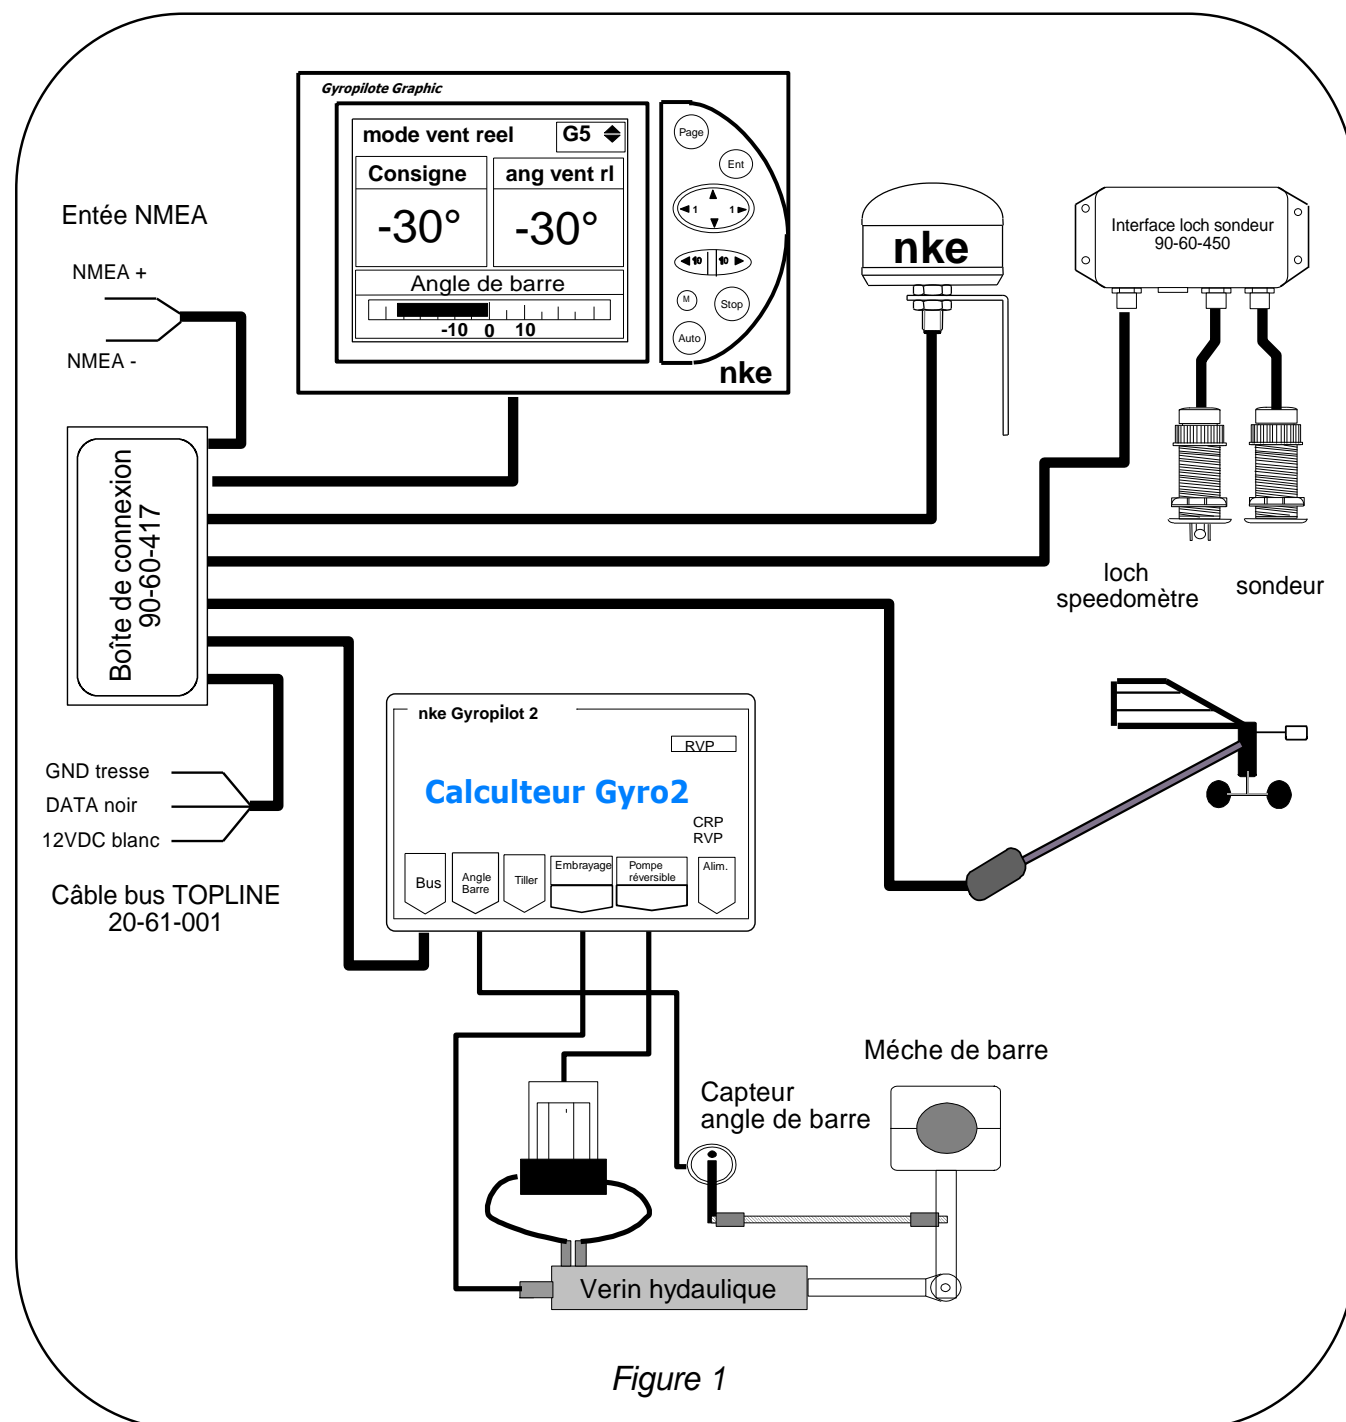 Gyropilote Graphic
mode vent reel
G5
Consigne
ang vent rl
-30°
-30°
Angle de barre
-10 0 10
Page
Ent
1 1
10 10
M
Stop
Auto
nke
Entée NMEA
NMEA +
NMEA -
nke
Interface loch sondeur
90-60-450
loch
speedomètre
sondeur
Boîte de connexion
90-60-417
GND tresse
DATA noir
12VDC blanc
Câble bus TOPLINE
20-61-001
nke Gyropilot 2
RVP
Calculteur Gyro2
CRP
RVP
Bus
Angle
Barre
Tiller
Embrayage
Pompe
réversible
Alim.
Capteur
angle de barre
Méche de barre
Verin hydaulique
Figure 1